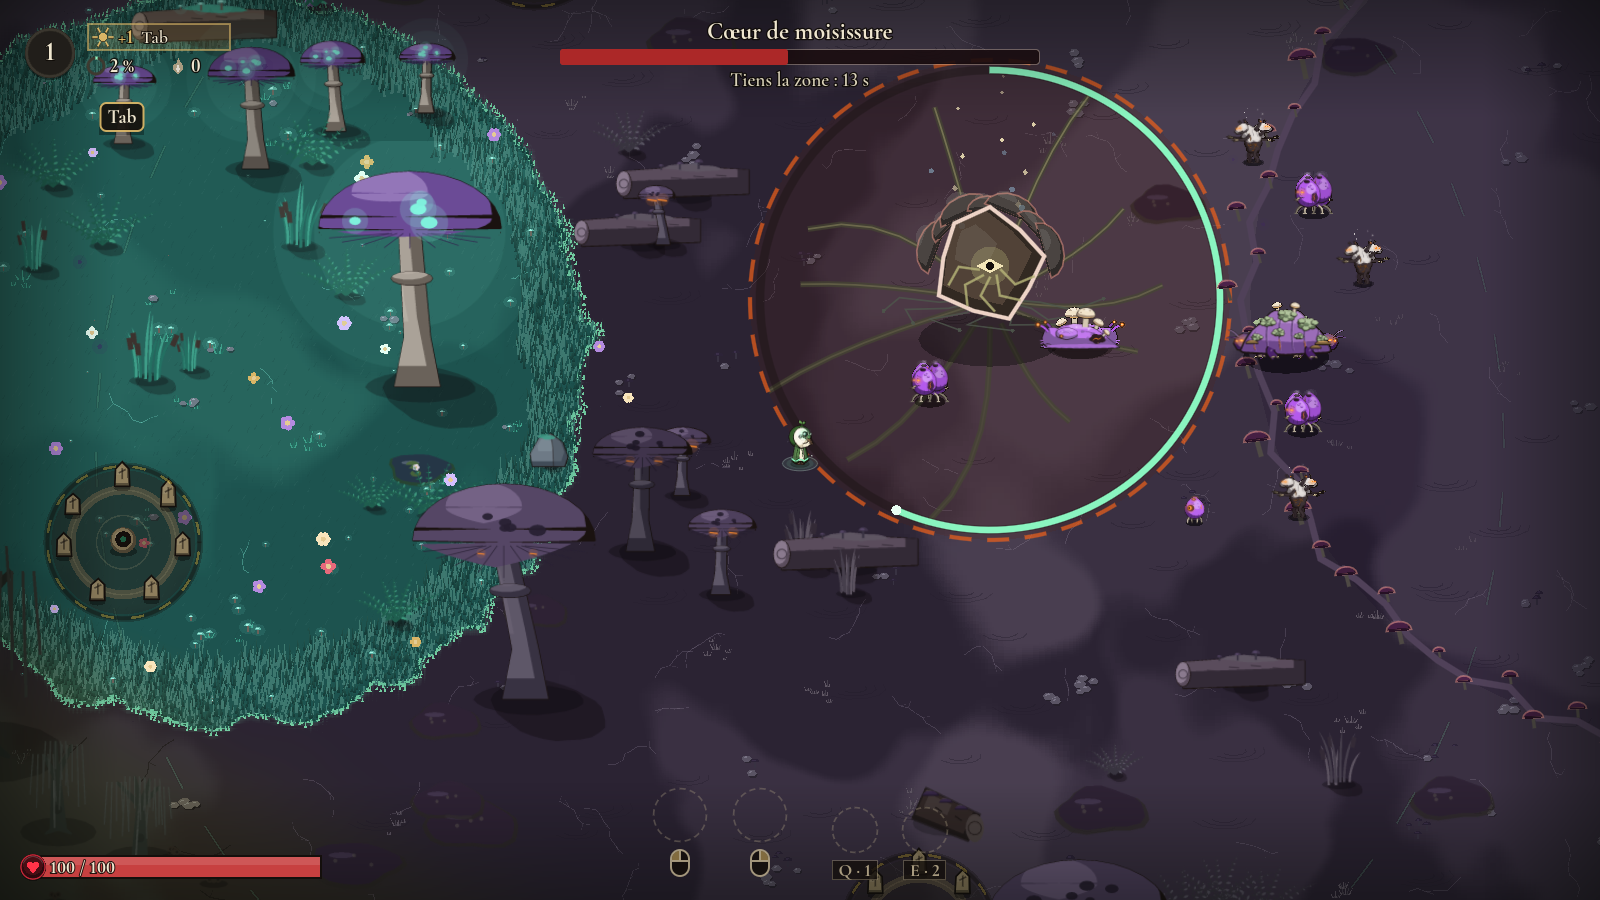 1
+1 Tab
2 %
0
Tab
Cœur de moisissure
Tiens la zone : 13 s
100 / 100
Q · 1
E · 2